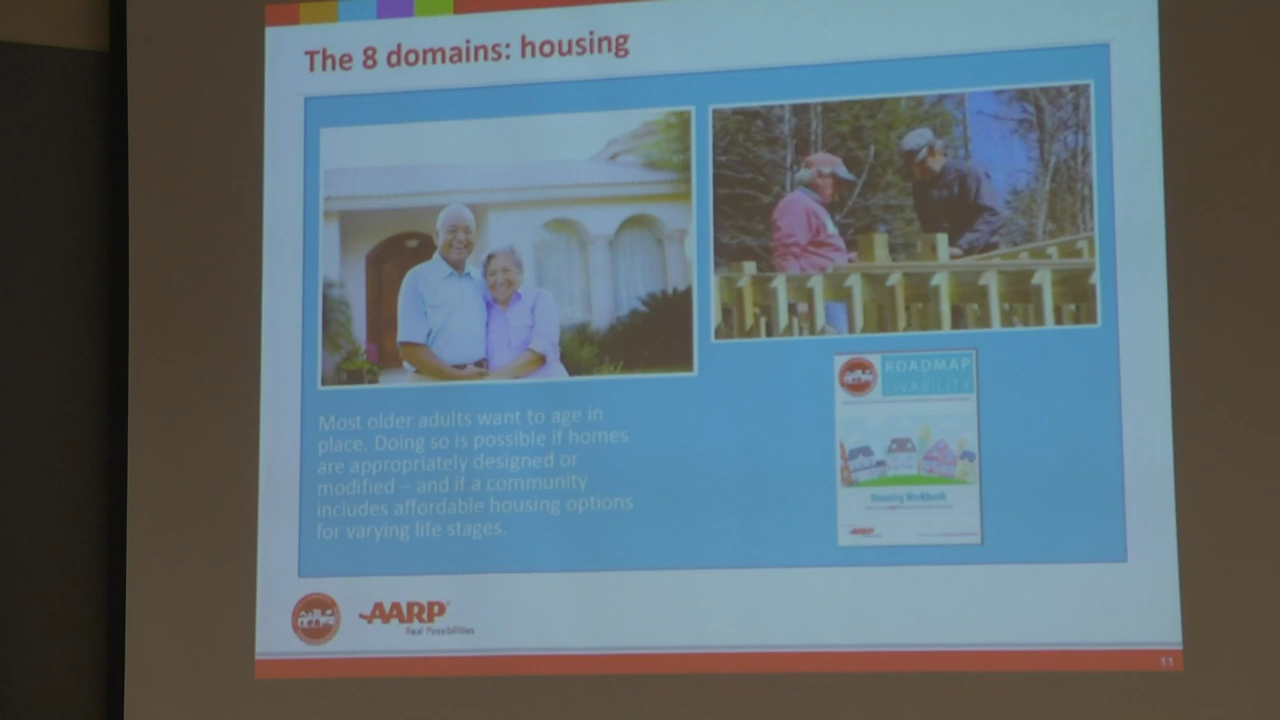 The 8 domains: housing
Most older adults want to age in
place. Doing so is possible if homes
are appropriately designed or
modified – and if a community
includes affordable housing options
for varying life stages.
ROADMAP
LIVABILITY
Housing Workbook
AARP
AARP
Real Possibilities
11